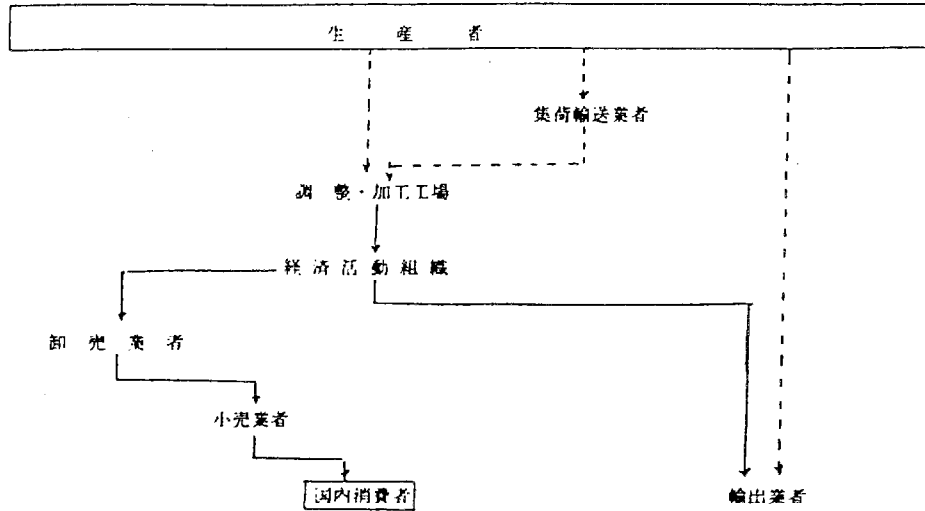 生産者
集荷輸送業者
調整・加工工場
経済活動組織
卸売業者
小売業者
国内消費者
輸出業者